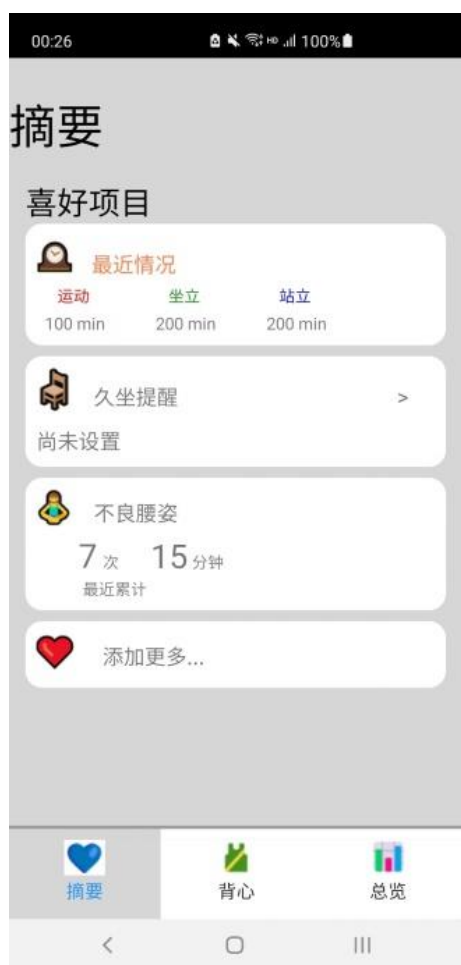 00:26 HD 100%
摘要
喜好项目
最近情况
运动 坐立 站立
100 min 200 min 200 min
久坐提醒 >
尚未设置
不良腰姿
7 次 15 分钟
最近累计
添加更多...
摘要 背心 总览